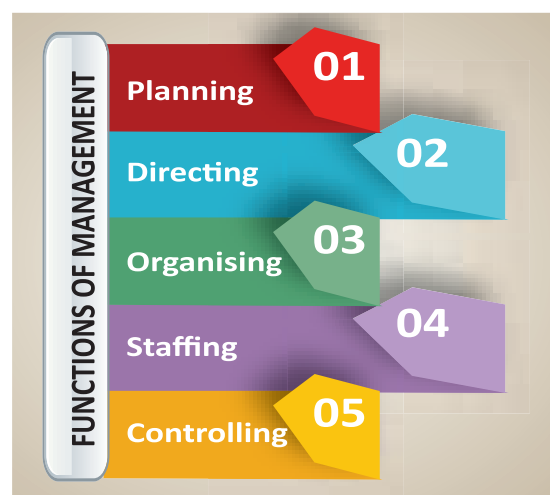 FUNCTIONS OF MANAGEMENT
Planning 01
Directing 02
Organising 03
Staffing 04
Controlling 05